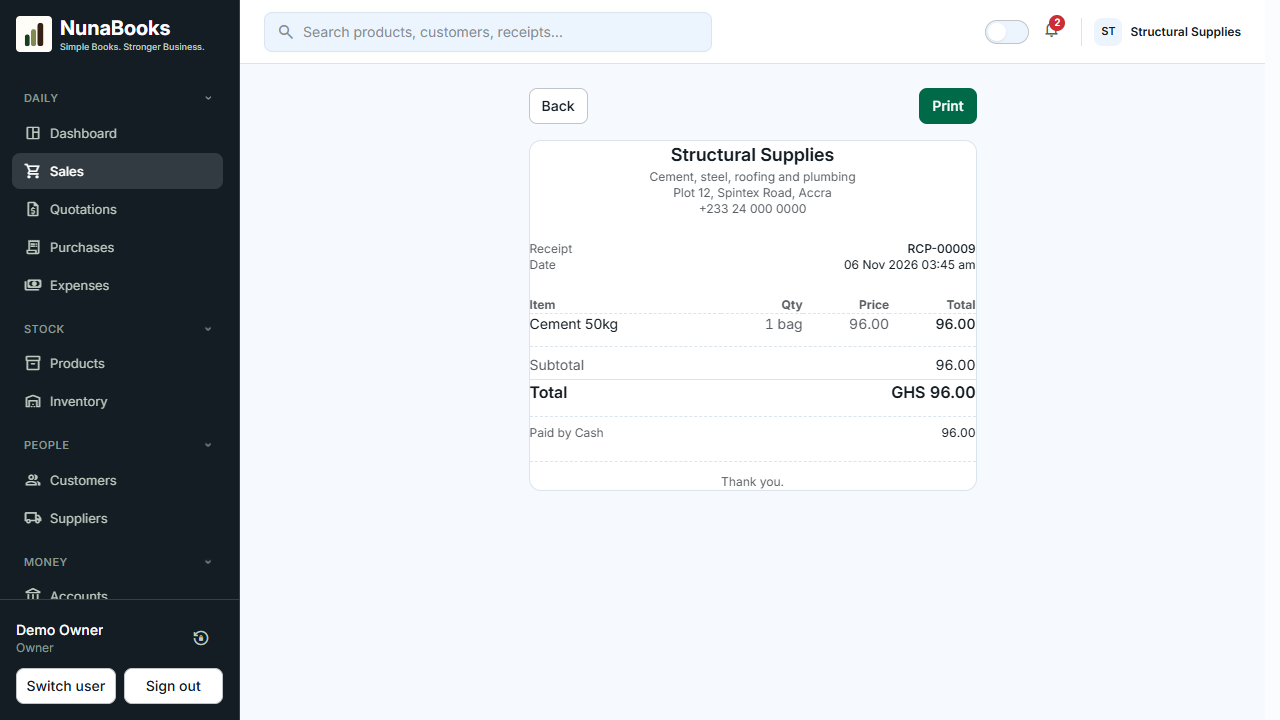 NunaBooks
Simple Books. Stronger Business.
DAILY
Dashboard
Sales
Quotations
Purchases
Expenses
STOCK
Products
Inventory
PEOPLE
Customers
Suppliers
MONEY
Accounts
Demo Owner
Owner
Switch user
Sign out
Search products, customers, receipts...
2
ST
Structural Supplies
Back
Print
Structural Supplies
Cement, steel, roofing and plumbing
Plot 12, Spintex Road, Accra
+233 24 000 0000
Receipt RCP-00009
Date 06 Nov 2026 03:45 am
Item Qty Price Total
Cement 50kg 1 bag 96.00 96.00
Subtotal 96.00
Total GHS 96.00
Paid by Cash 96.00
Thank you.